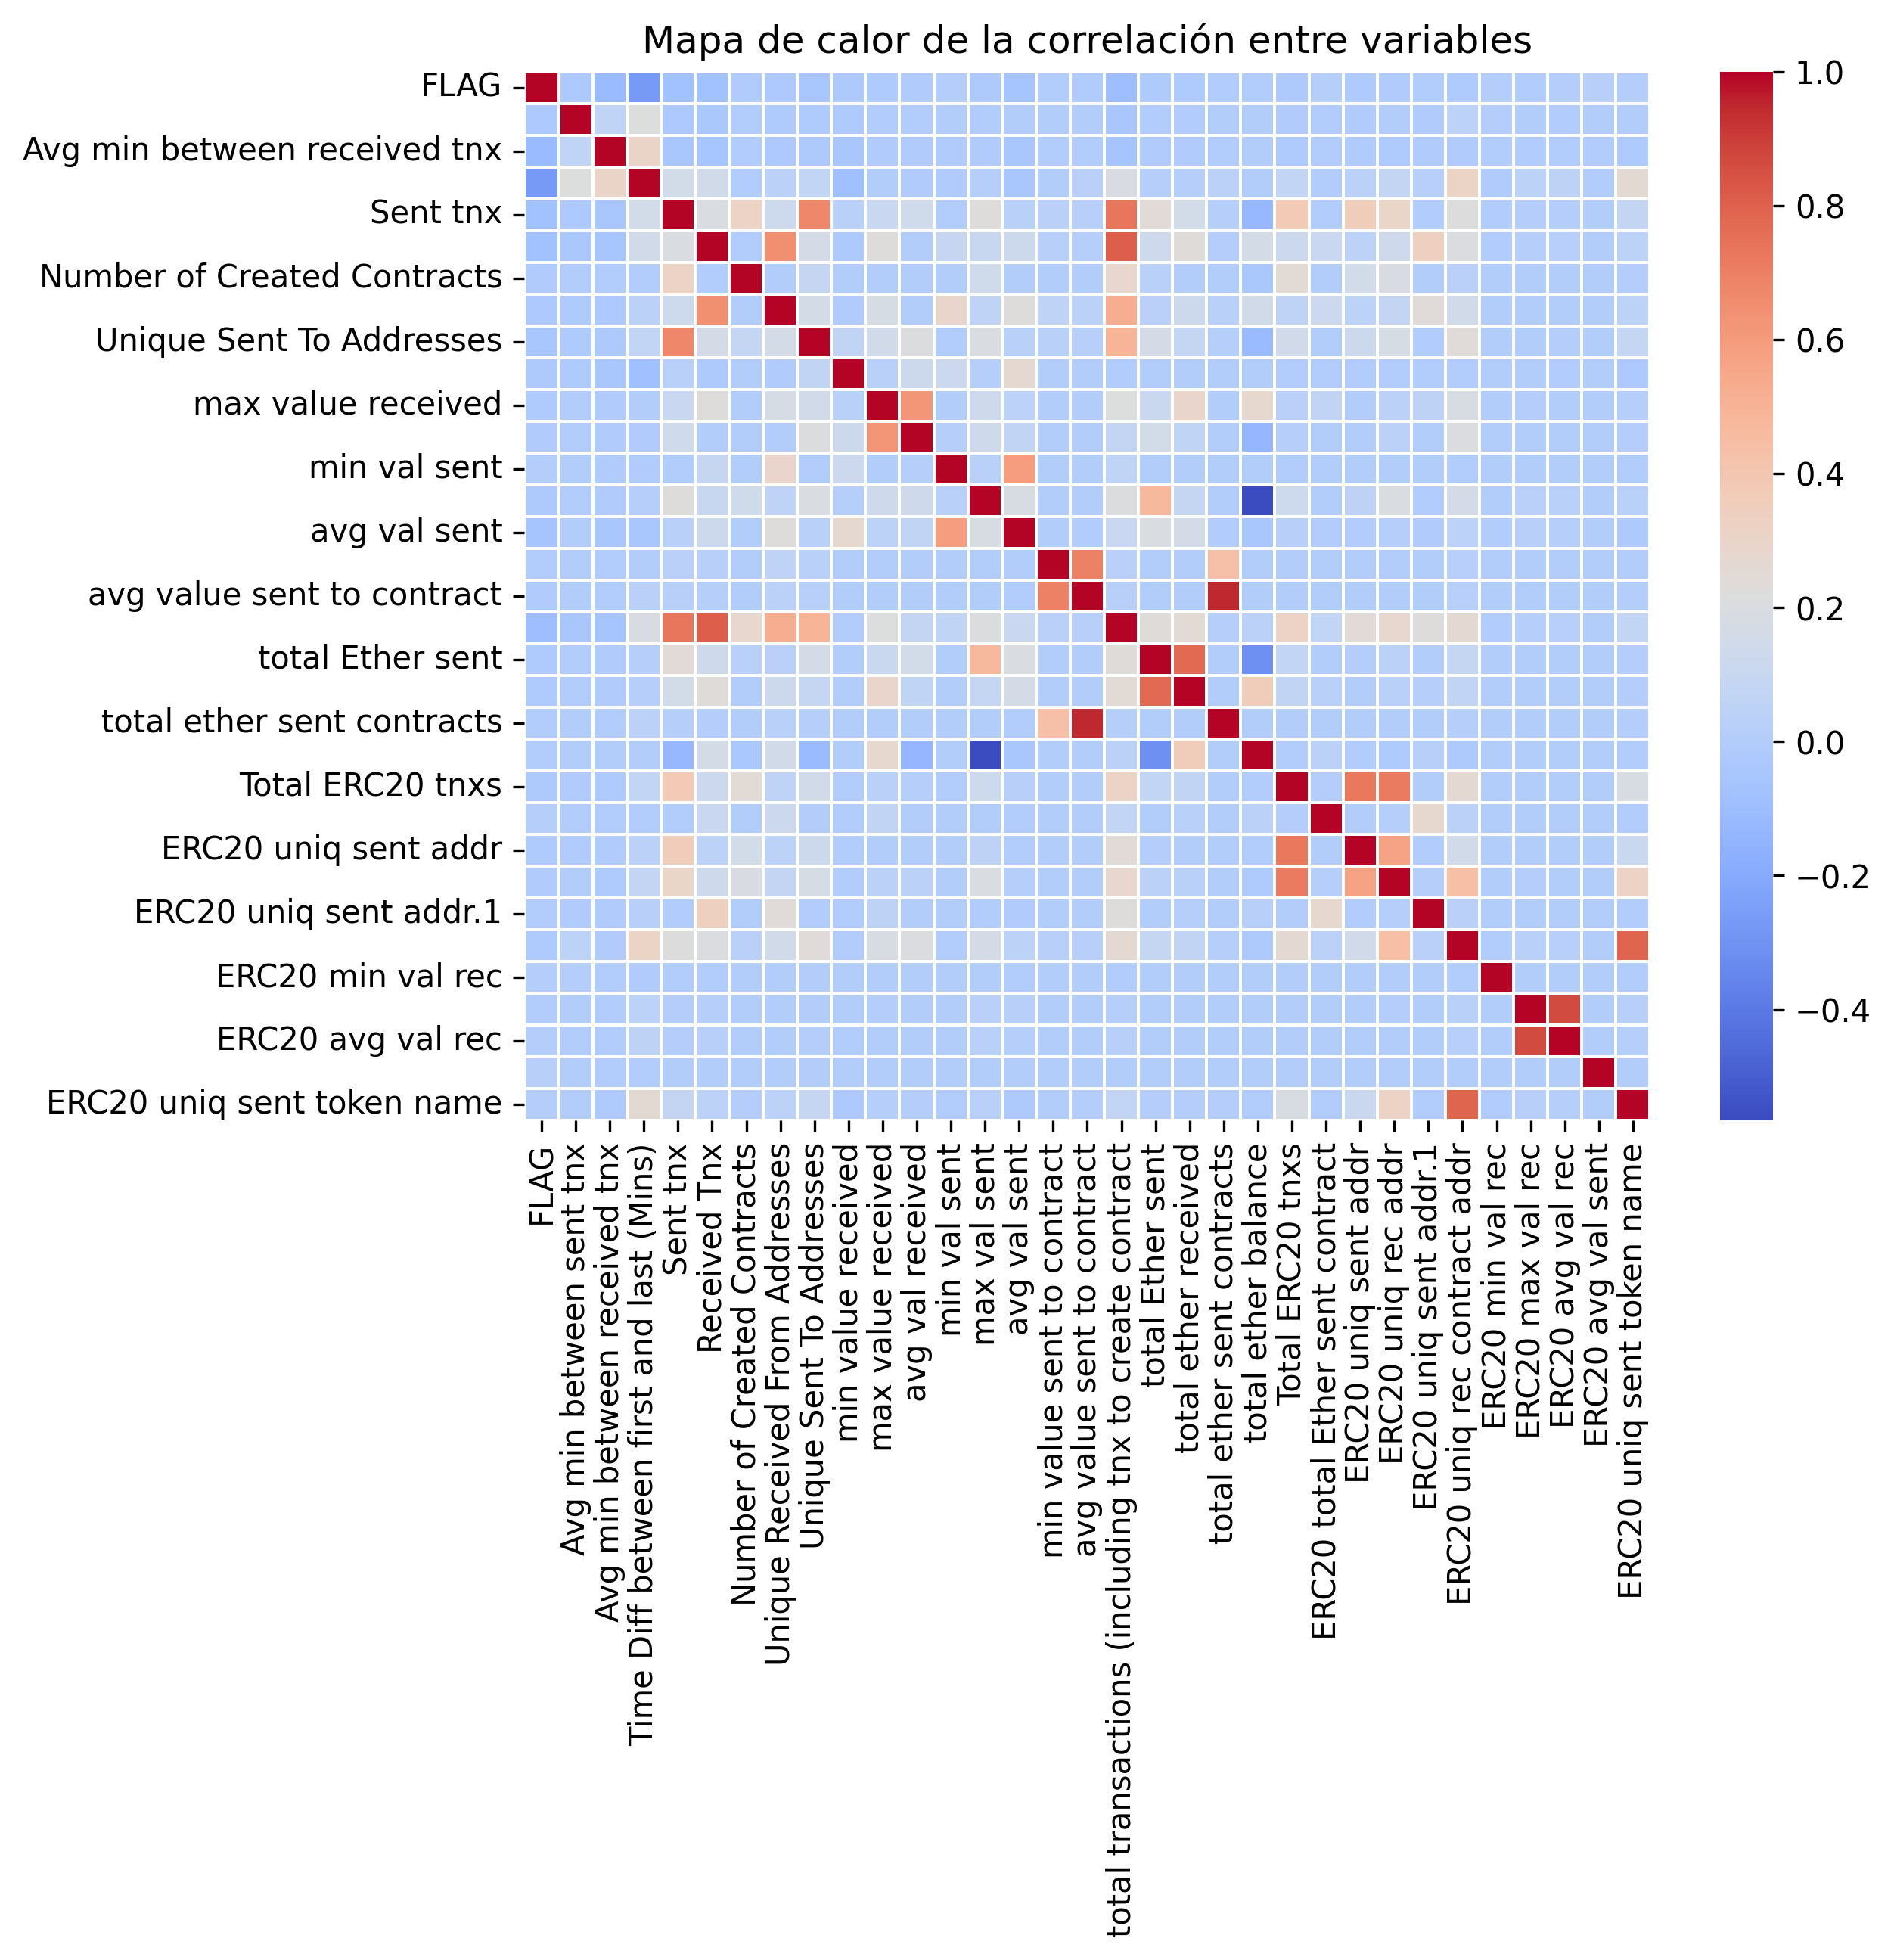 Mapa de calor de la correlación entre variables
FLAG
Avg min between received tnx
Sent tnx
Number of Created Contracts
Unique Sent To Addresses
max value received
min val sent
avg val sent
avg value sent to contract
total Ether sent
total ether sent contracts
Total ERC20 tnxs
ERC20 uniq sent addr
ERC20 uniq sent addr.1
ERC20 min val rec
ERC20 avg val rec
ERC20 uniq sent token name
FLAG
Avg min between sent tnx
Avg min between received tnx
Time Diff between first and last (Mins)
Sent tnx
Received Tnx
Number of Created Contracts
Unique Received From Addresses
Unique Sent To Addresses
min value received
max value received
avg val received
min val sent
max val sent
avg val sent
min value sent to contract
avg value sent to contract
total transactions (including tnx to create contract
total Ether sent
total ether received
total ether sent contracts
total ether balance
Total ERC20 tnxs
ERC20 total Ether sent contract
ERC20 uniq sent addr
ERC20 uniq rec addr
ERC20 uniq sent addr.1
ERC20 uniq rec contract addr
ERC20 min val rec
ERC20 max val rec
ERC20 avg val rec
ERC20 avg val sent
ERC20 uniq sent token name
1.0
0.8
0.6
0.4
0.2
0.0
−0.2
−0.4